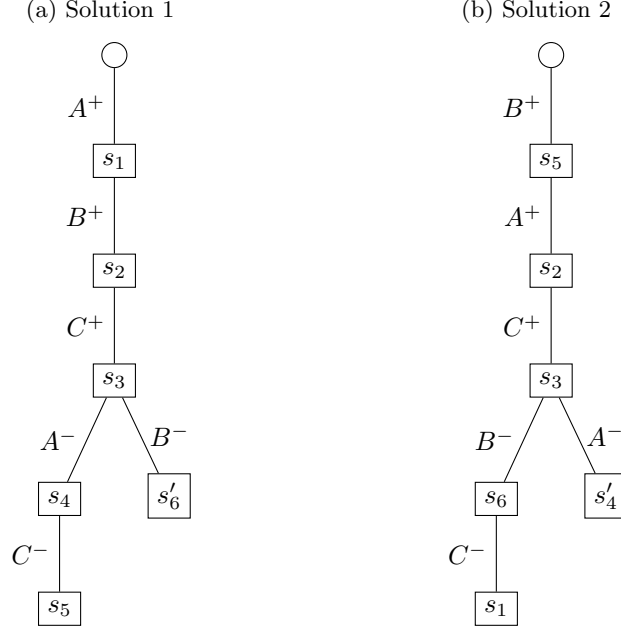 (a) Solution 1
(b) Solution 2
A⁺
s₁
B⁺
s₂
C⁺
s₃
A⁻
B⁻
s₄
s′₆
C⁻
s₅
B⁺
s₅
A⁺
s₂
C⁺
s₃
B⁻
A⁻
s₆
s′₄
C⁻
s₁